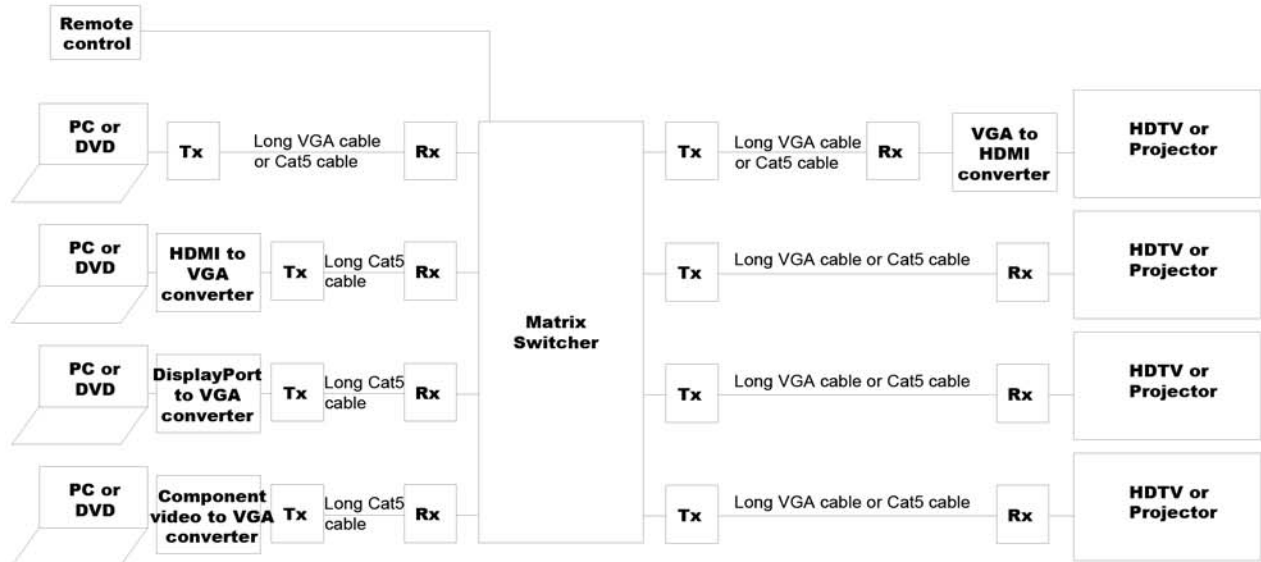 Remote
control
PC or
DVD
Tx
Long VGA cable
or Cat5 cable
Rx
Tx
Long VGA cable
or Cat5 cable
Rx
VGA to
HDMI
converter
HDTV or
Projector
PC or
DVD
HDMI to
VGA
converter
Tx
Long Cat5
cable
Rx
Tx
Long VGA cable or Cat5 cable
Rx
HDTV or
Projector
Matrix
Switcher
PC or
DVD
DisplayPort
to VGA
converter
Tx
Long Cat5
cable
Rx
Tx
Long VGA cable or Cat5 cable
Rx
HDTV or
Projector
PC or
DVD
Component
video to VGA
converter
Tx
Long Cat5
cable
Rx
Tx
Long VGA cable or Cat5 cable
Rx
HDTV or
Projector